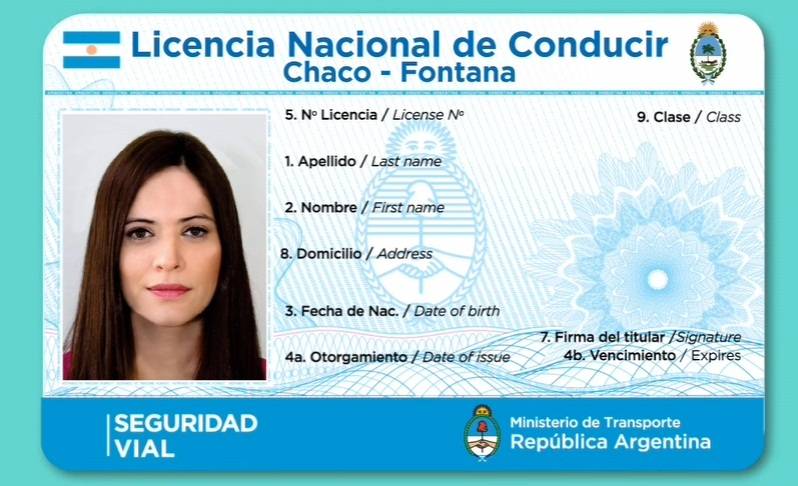 Licencia Nacional de Conducir
Chaco - Fontana
5. Nº Licencia / License Nº
9. Clase / Class
1. Apellido / Last name
2. Nombre / First name
8. Domicilio / Address
3. Fecha de Nac. / Date of birth
7. Firma del titular /Signature
4a. Otorgamiento / Date of issue
4b. Vencimiento / Expires
SEGURIDAD
VIAL
Ministerio de Transporte
República Argentina